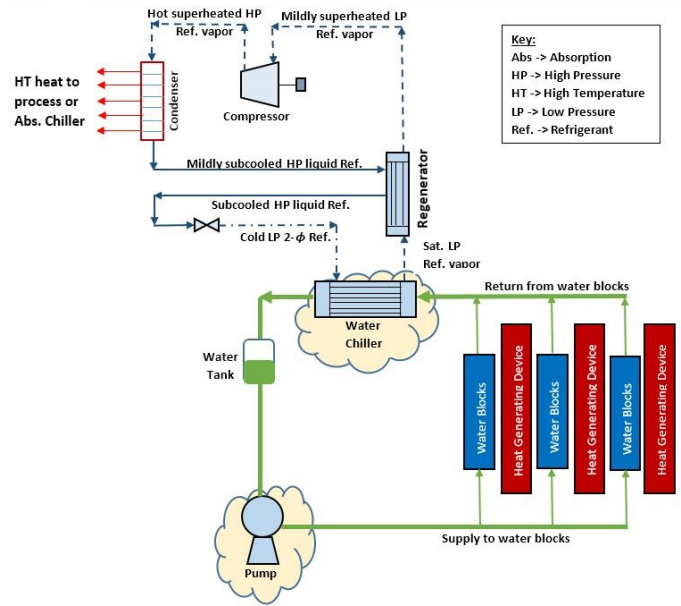 Hot superheated HP
Ref. vapor
Mildly superheated LP
Ref. vapor
Key:
Abs -> Absorption
HP -> High Pressure
HT -> High Temperature
LP -> Low Pressure
Ref. -> Refrigerant
HT heat to
process or
Abs. Chiller
Condenser
Compressor
Mildly subcooled HP liquid Ref.
Regenerator
Subcooled HP liquid Ref.
Cold LP 2-ϕ Ref.
Sat. LP
Ref. vapor
Return from water blocks
Water
Chiller
Water
Tank
Water Blocks
Heat Generating Device
Water Blocks
Heat Generating Device
Water Blocks
Heat Generating Device
Supply to water blocks
Pump